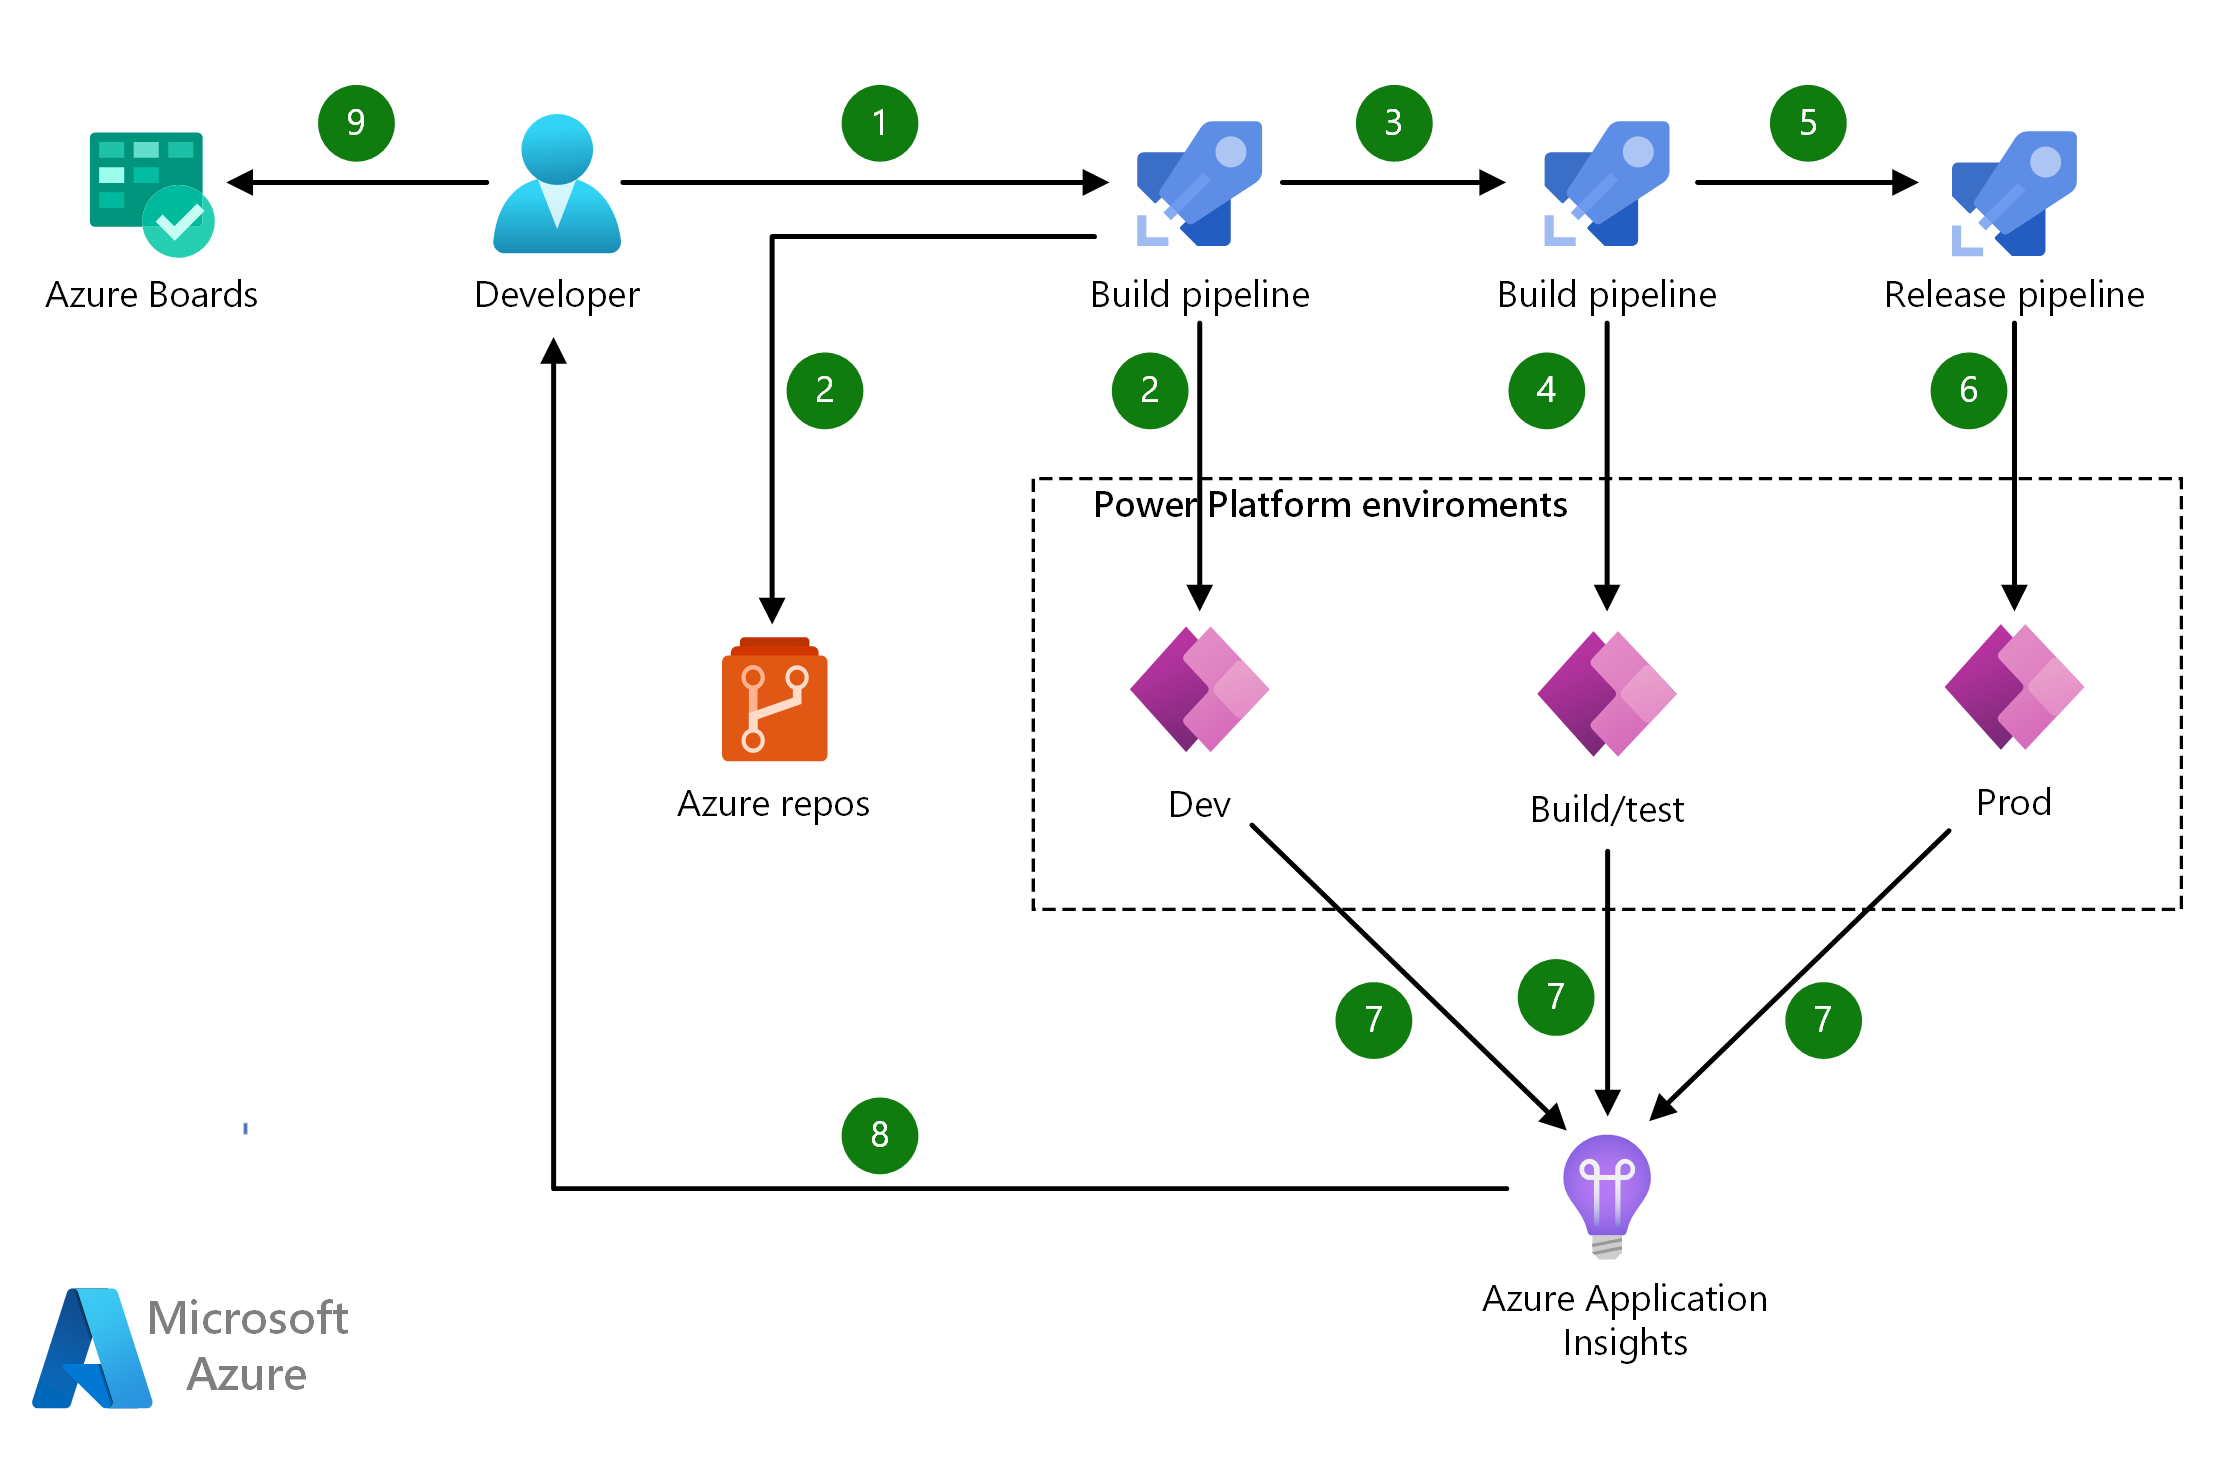 9
1
3
5
Azure Boards
Developer
Build pipeline
Build pipeline
Release pipeline
2
2
4
6
Power Platform enviroments
Azure repos
Dev
Build/test
Prod
7
7
7
8
Azure Application
Insights
Microsoft
Azure